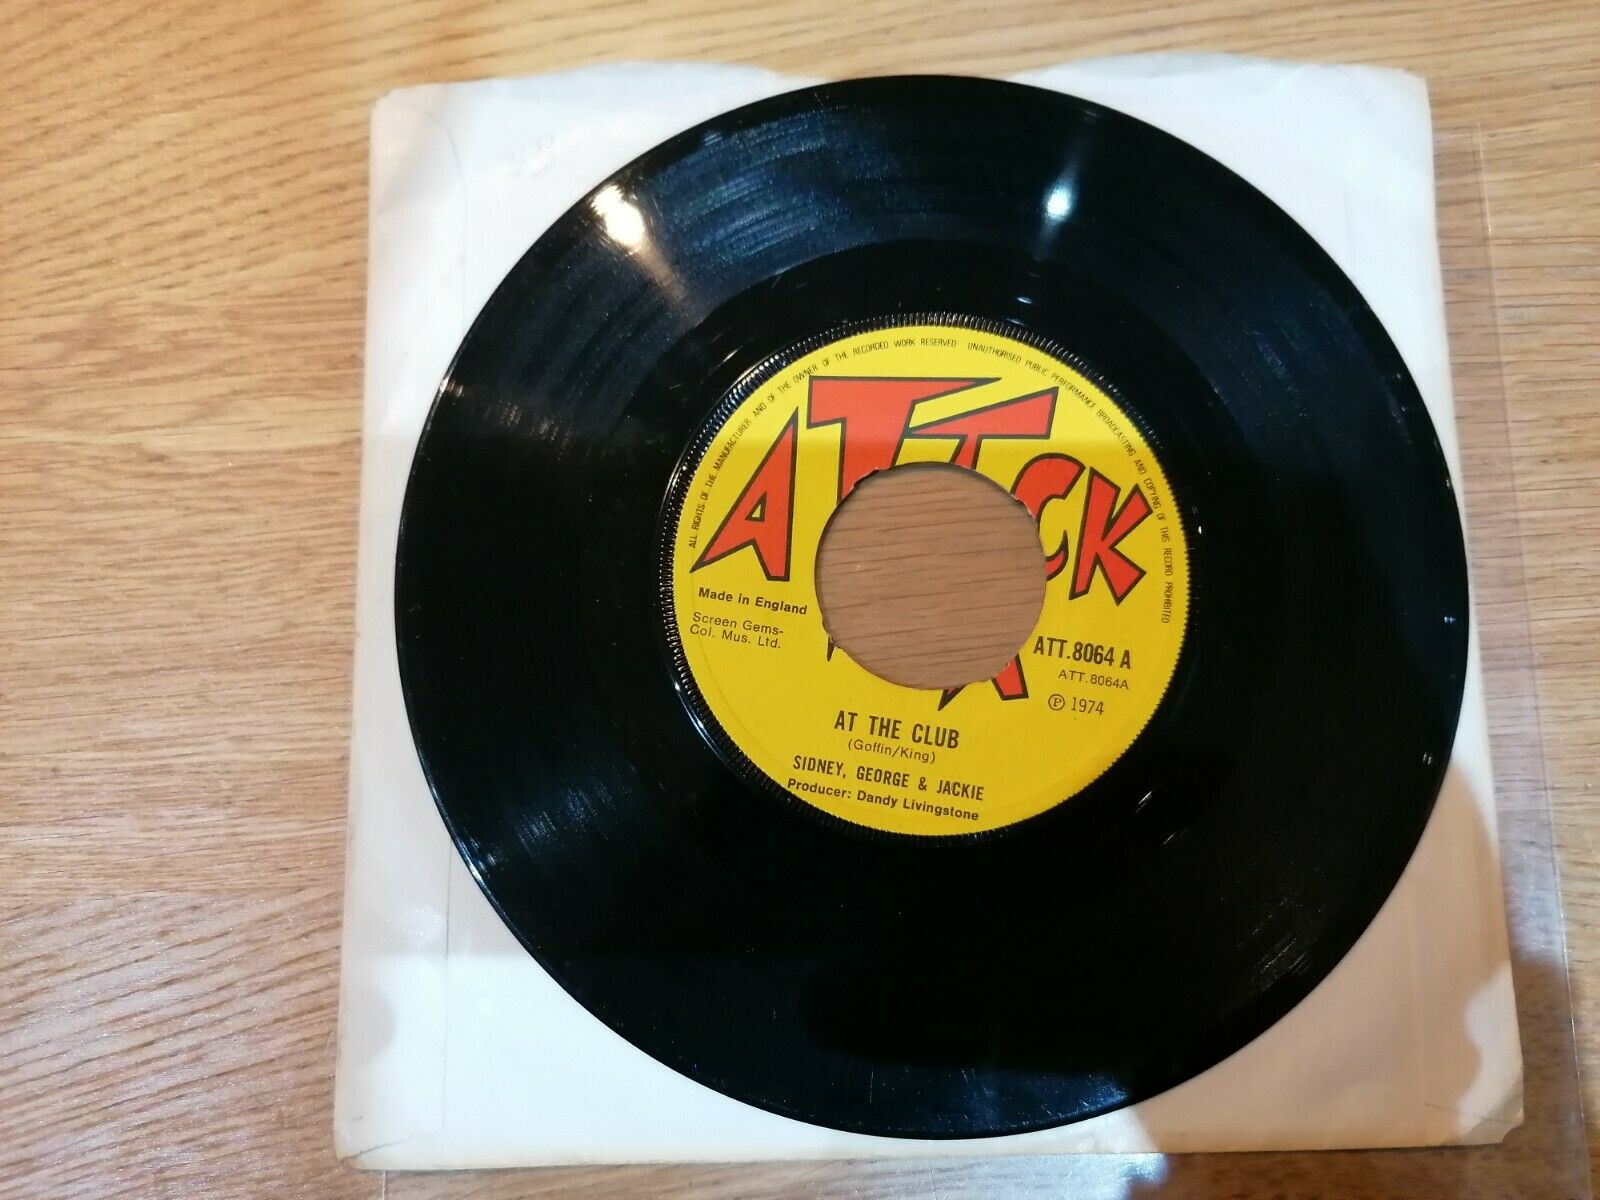 ALL RIGHTS OF THE MANUFACTURER AND OF THE OWNER OF THE RECORDED WORK RESERVED UNAUTHORISED PUBLIC PERFORMANCE BROADCASTING AND COPYING OF THIS RECORD PROHIBITED
ATTACK
Made in England
Screen Gems-
Col. Mus. Ltd.
ATT.8064 A
ATT.8064A
Ⓟ 1974
AT THE CLUB
(Goffin/King)
SIDNEY, GEORGE & JACKIE
Producer: Dandy Livingstone